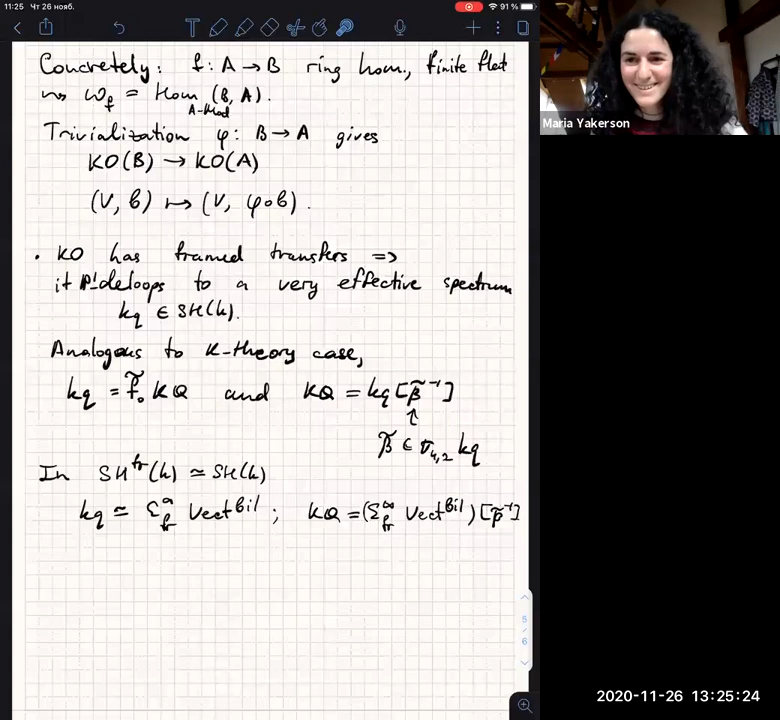 11:25 Чт 26 нояб.
91 %
Concretely: f: A → B ring hom., finite flat
⇝ ω_f = Hom_{A-Mod} (B, A).
Trivialization φ: B → A gives
KO(B) → KO(A)
(V, b) ↦ (V, φ∘b).
• KO has framed transfers =>
it P¹ deloops to a very effective spectrum
kq ∈ SH(k).
Analogous to K-theory case,
kq = f̃₀ KQ and KQ = kq [β̃⁻¹]
↑
β̃ ∈ π_{4,2} kq
In SH^{fr}(k) ≃ SH(k)
kq ≃ Σ^∞_{fr} Vect^{bil} ; KQ = (Σ^∞_{fr} Vect^{bil}) [β̃⁻¹]
5
/
6
Maria Yakerson
2020-11-26 13:25:24